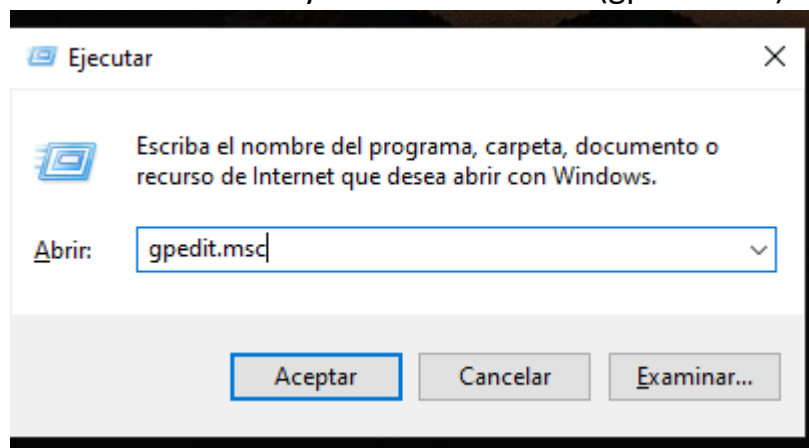 Ejecutar
Escriba el nombre del programa, carpeta, documento o
recurso de Internet que desea abrir con Windows.
Abrir: gpedit.msc
Aceptar Cancelar Examinar...